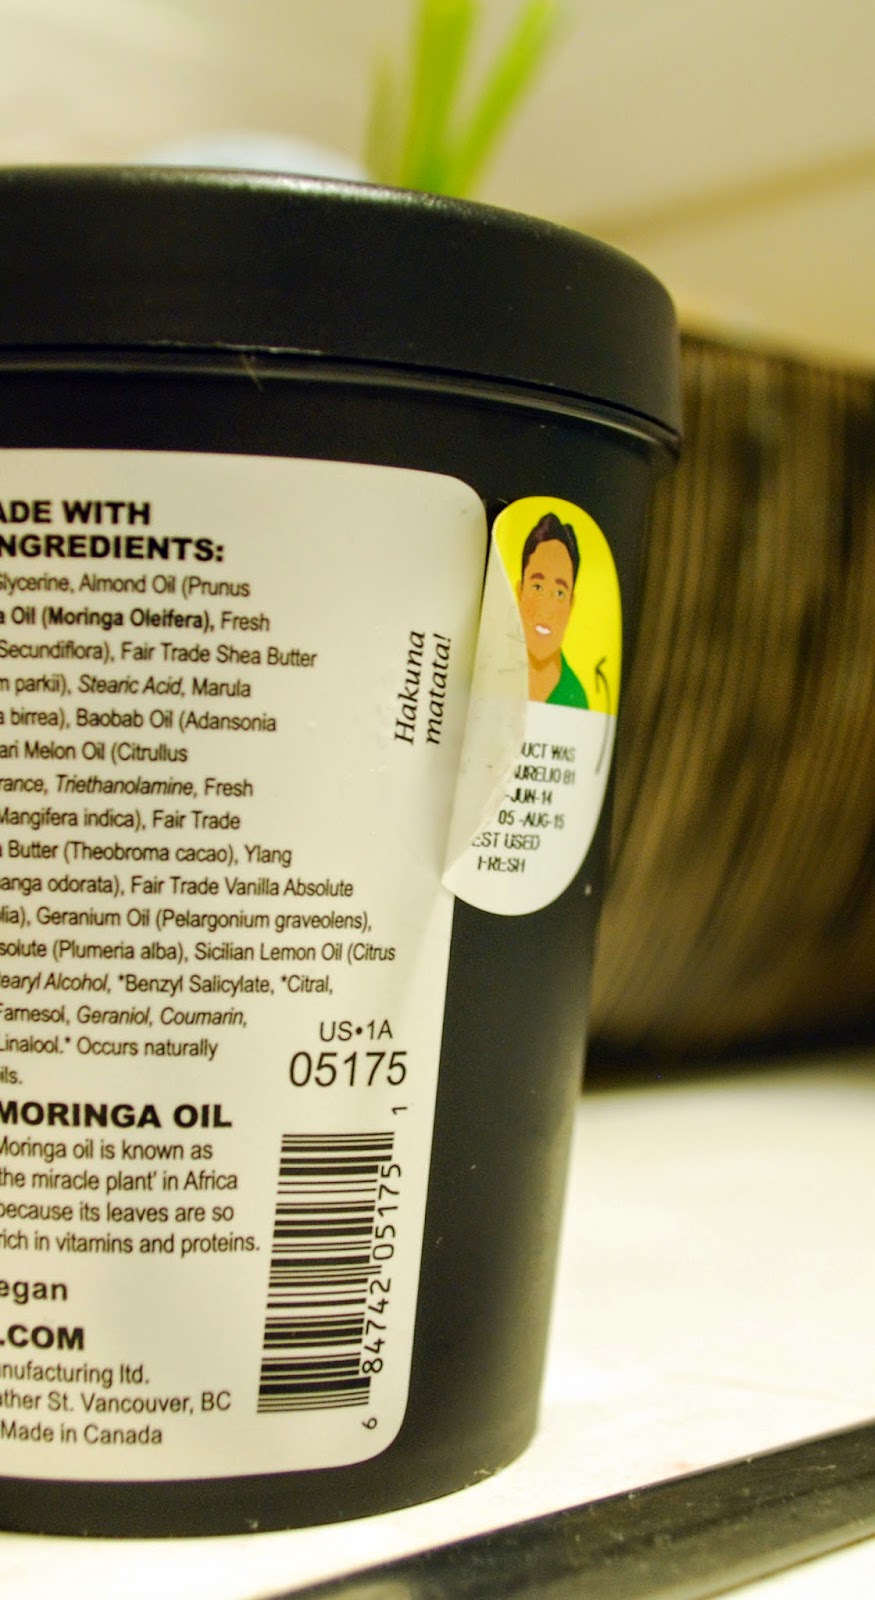 ADE WITH
NGREDIENTS:
Glycerine, Almond Oil (Prunus
a Oil (Moringa Oleifera), Fresh
Secundiflora), Fair Trade Shea Butter
m parkii), Stearic Acid, Marula
a birrea), Baobab Oil (Adansonia
ari Melon Oil (Citrullus
rance, Triethanolamine, Fresh
Mangifera indica), Fair Trade
a Butter (Theobroma cacao), Ylang
anga odorata), Fair Trade Vanilla Absolute
lia), Geranium Oil (Pelargonium graveolens),
solute (Plumeria alba), Sicilian Lemon Oil (Citrus
earyl Alcohol, *Benzyl Salicylate, *Citral,
Farnesol, Geraniol, Coumarin,
Linalool.* Occurs naturally
ils.
US•1A
05175
MORINGA OIL
Moringa oil is known as
the miracle plant' in Africa
because its leaves are so
rich in vitamins and proteins.
egan
.COM
nufacturing ltd.
ather St. Vancouver, BC
Made in Canada
6 84742 05175 1
Hakuna
matata!
UCT WAS
AURELIO 81
-JUN-14
05-AUG-15
EST USED
FRESH